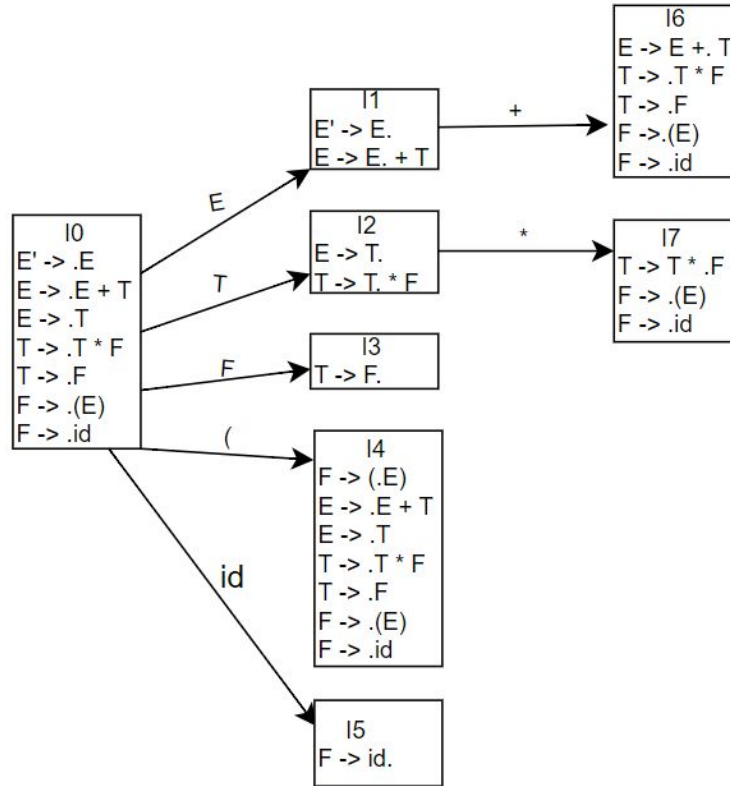 I6
E -> E +. T
T -> .T * F
T -> .F
F ->.(E)
F -> .id
I1
E' -> E.
E -> E. + T
+
E
I0
E' -> .E
E -> .E + T
E -> .T
T -> .T * F
T -> .F
F -> .(E)
F -> .id
I2
E -> T.
T -> T. * F
*
I7
T -> T * .F
F -> .(E)
F -> .id
T
F
I3
T -> F.
(
I4
F -> (.E)
E -> .E + T
E -> .T
T -> .T * F
T -> .F
F -> .(E)
F -> .id
id
I5
F -> id.